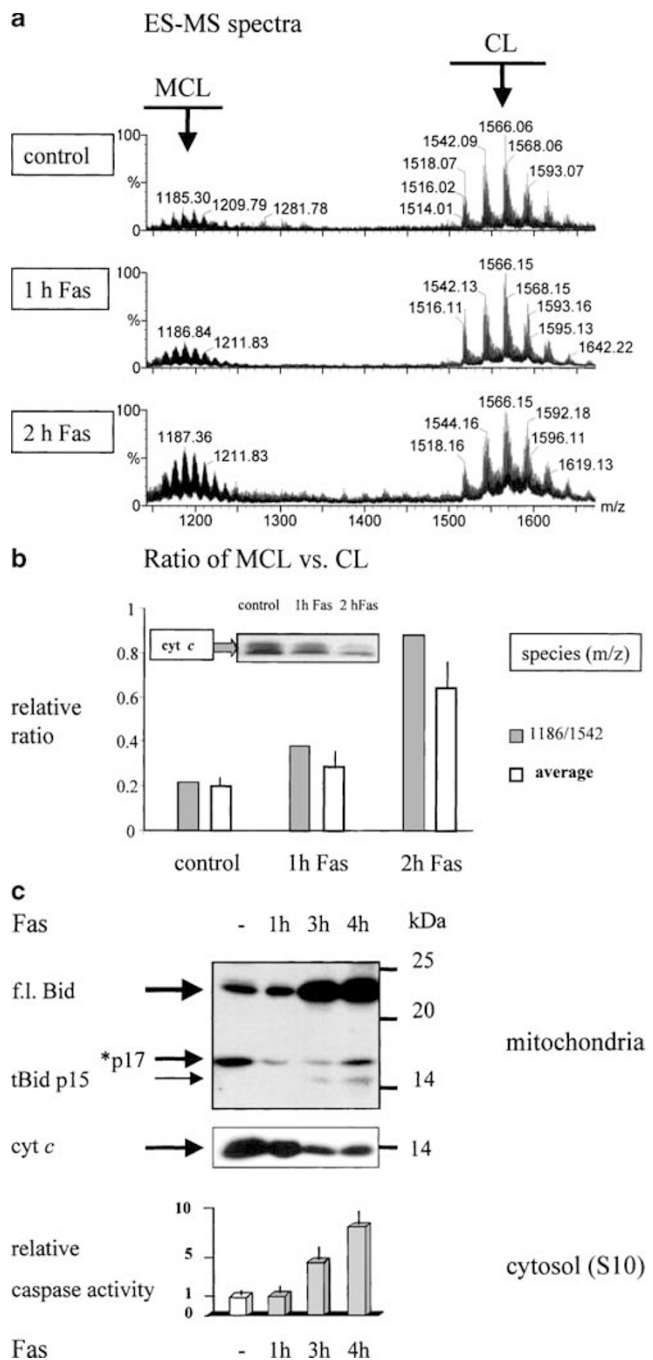 a
ES-MS spectra
MCL
CL
control
100
%
0
1185.30
1209.79
1281.78
1514.01
1516.02
1518.07
1542.09
1566.06
1568.06
1593.07
1 h Fas
100
%
0
1186.84
1211.83
1516.11
1542.13
1566.15
1568.15
1593.16
1595.13
1642.22
2 h Fas
100
%
0
1187.36
1211.83
1518.16
1544.16
1566.15
1592.18
1596.11
1619.13
1200 1300 1400 1500 1600 m/z
b
Ratio of MCL vs. CL
relative
ratio
1
0.8
0.6
0.4
0.2
0
control 1h Fas 2 hFas
cyt c
species (m/z)
1186/1542
average
control 1h Fas 2h Fas
c
Fas - 1h 3h 4h kDa
f.l. Bid
*p17
tBid p15
25
20
14
mitochondria
cyt c
14
relative
caspase activity
10
5
1
0
cytosol (S10)
Fas - 1h 3h 4h